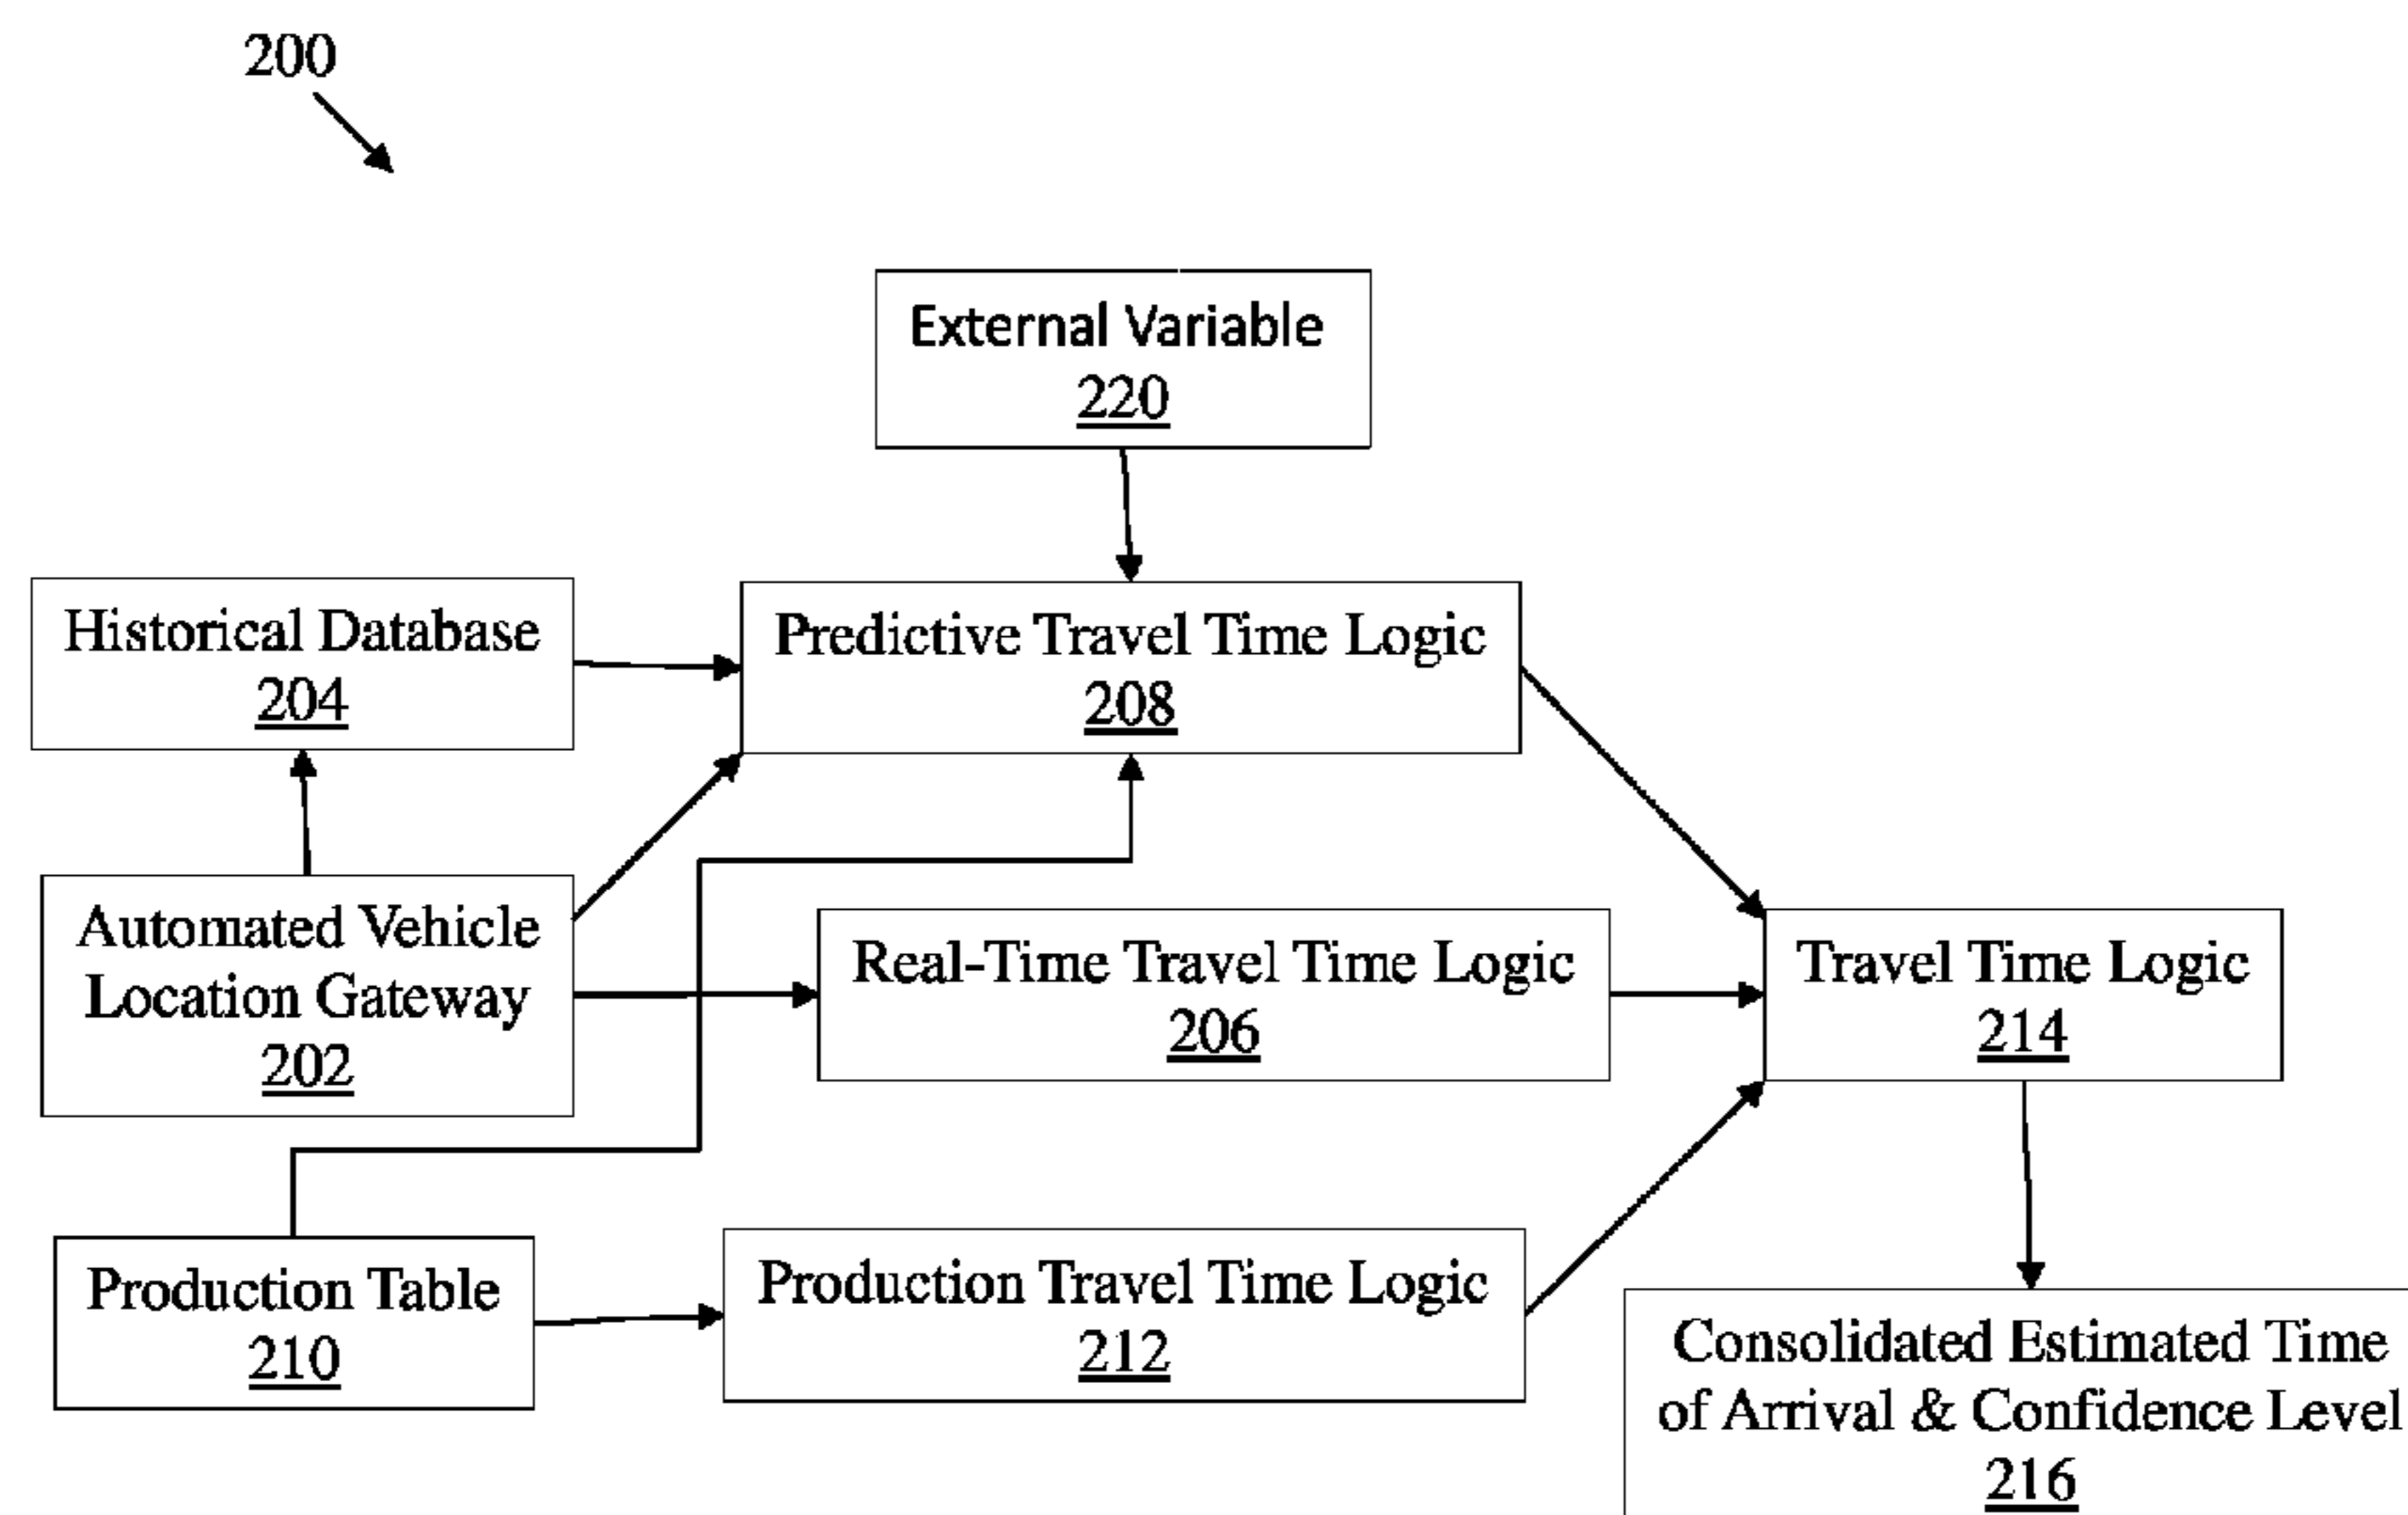 200
External Variable
220
Historical Database
204
Predictive Travel Time Logic
208
Automated Vehicle
Location Gateway
202
Real-Time Travel Time Logic
206
Travel Time Logic
214
Production Table
210
Production Travel Time Logic
212
Consolidated Estimated Time
of Arrival & Confidence Level
216